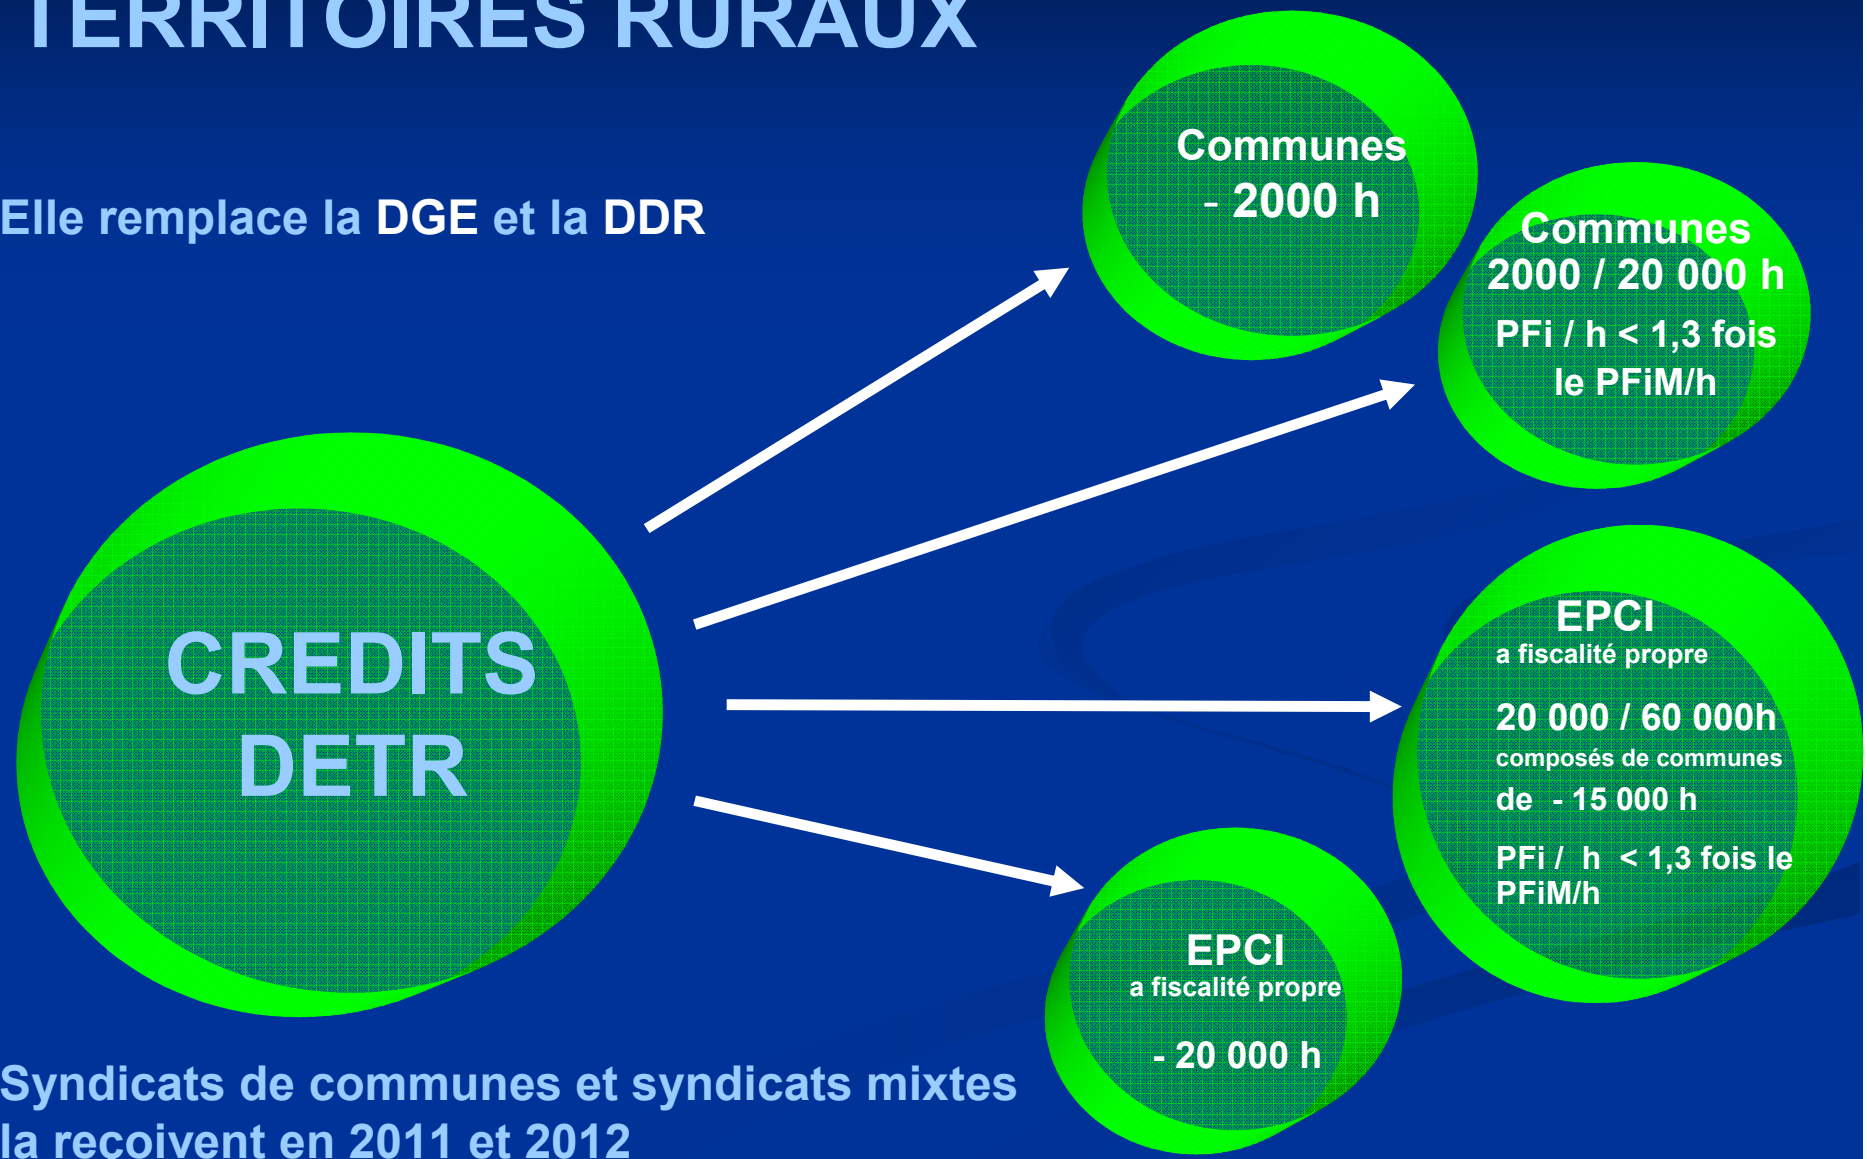 TERRITOIRES RURAUX
Elle remplace la DGE et la DDR
Communes
- 2000 h
Communes
2000 / 20 000 h
PFi / h < 1,3 fois
le PFiM/h
CREDITS
DETR
EPCI
a fiscalité propre
20 000 / 60 000h
composés de communes
de - 15 000 h
PFi / h < 1,3 fois le
PFiM/h
EPCI
a fiscalité propre
- 20 000 h
Syndicats de communes et syndicats mixtes
la reçoivent en 2011 et 2012